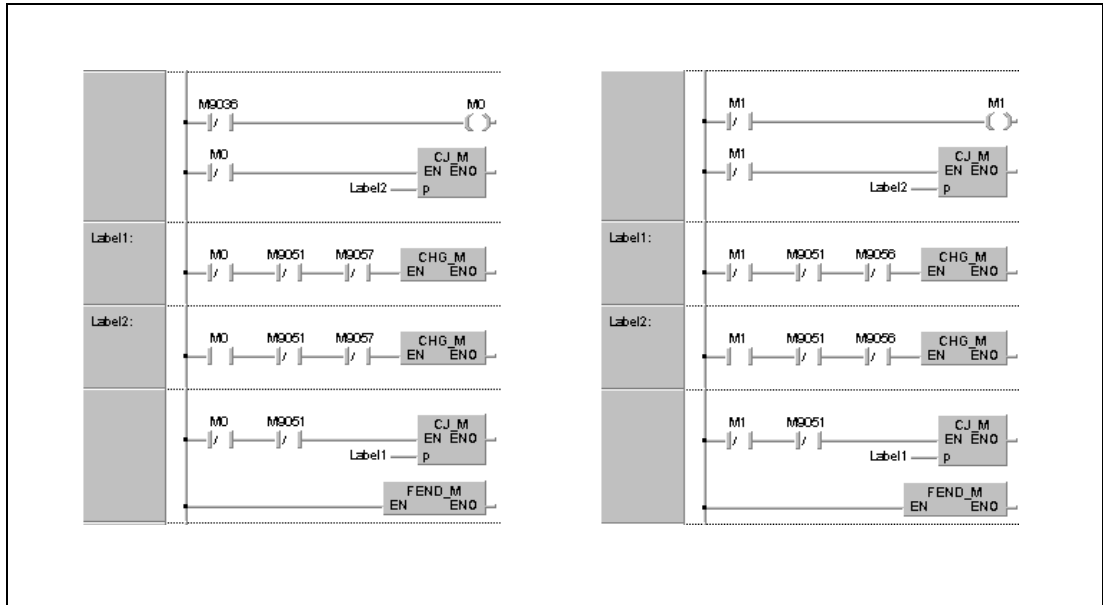 M9036 M0
M0 CJ_M
EN ENO
Label2 p
Label1:
M0 M9051 M9057 CHG_M
EN ENO
Label2:
M0 M9051 M9057 CHG_M
EN ENO
M0 M9051 CJ_M
EN ENO
Label1 p
FEND_M
EN ENO
M1 M1
M1 CJ_M
EN ENO
Label2 p
Label1:
M1 M9051 M9056 CHG_M
EN ENO
Label2:
M1 M9051 M9056 CHG_M
EN ENO
M1 M9051 CJ_M
EN ENO
Label1 p
FEND_M
EN ENO